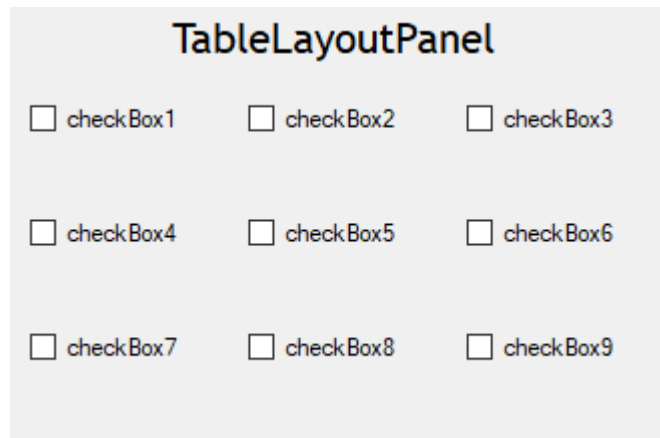 TableLayoutPanel
checkBox1 checkBox2 checkBox3
checkBox4 checkBox5 checkBox6
checkBox7 checkBox8 checkBox9